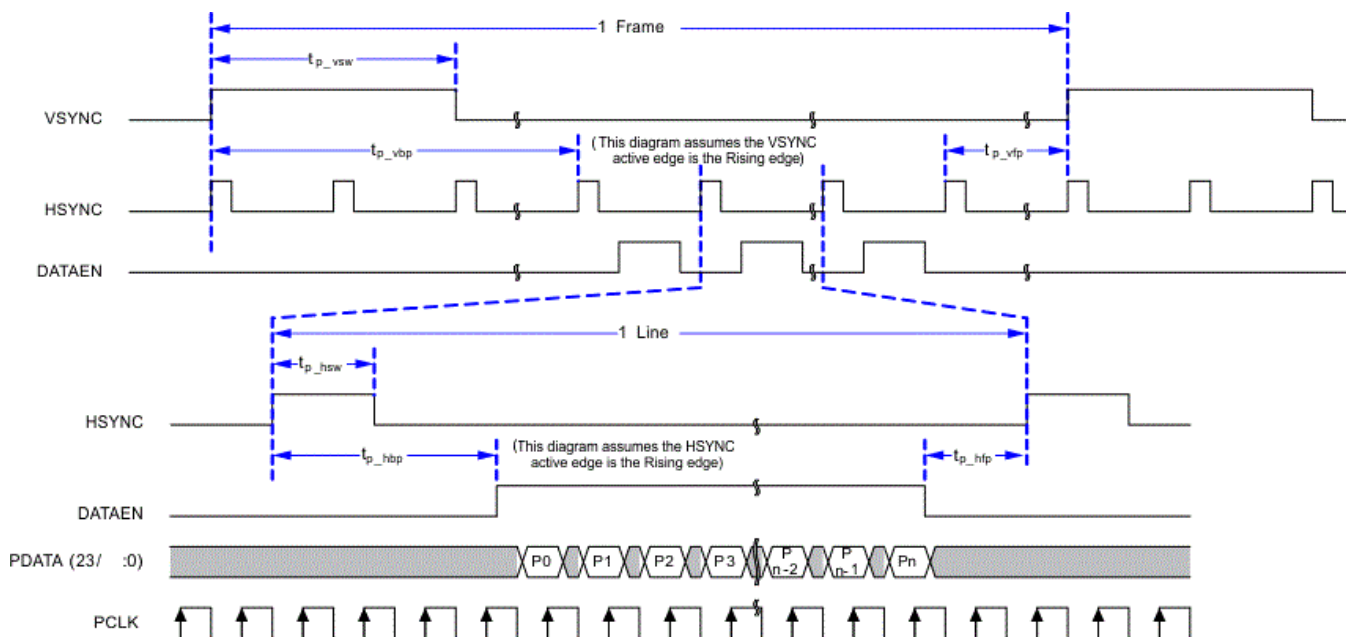 1 Frame
tp_vsw
VSYNC
tp_vbp
(This diagram assumes the VSYNC
active edge is the Rising edge)
tp_vfp
HSYNC
DATAEN
1 Line
tp_hsw
HSYNC
tp_hbp
(This diagram assumes the HSYNC
active edge is the Rising edge)
tp_hfp
DATAEN
PDATA (23/ :0)
P0
P1
P2
P3
P
n-2
P
n-1
Pn
PCLK